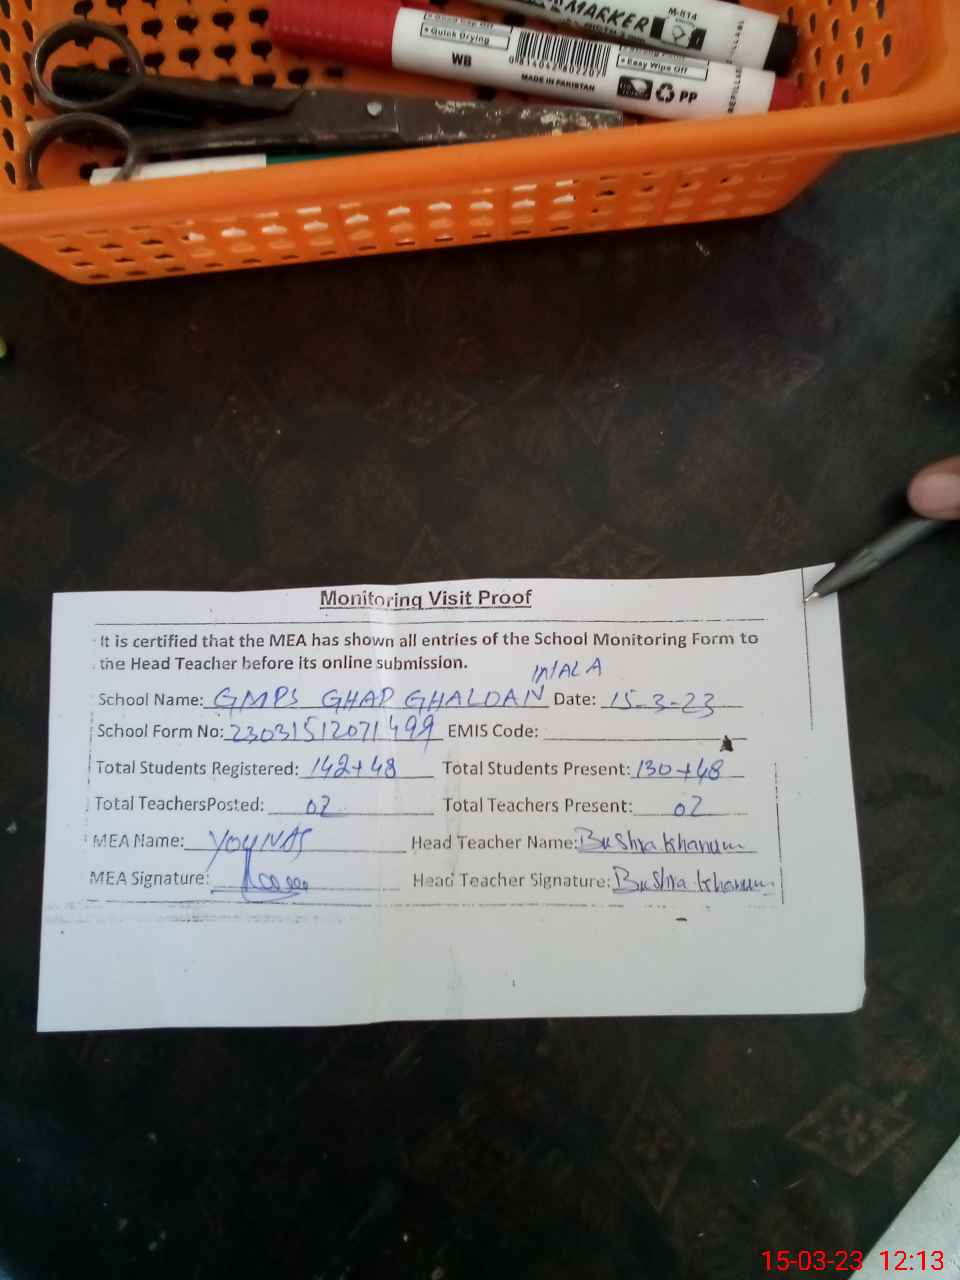 MARKER
M-814
Quick Drying
WB
Easy Wipe Off
MADE IN PAKISTAN
PP
Monitoring Visit Proof
It is certified that the MEA has shown all entries of the School Monitoring Form to
the Head Teacher before its online submission.
School Name: GMPS GHAP GHALOAN WALA Date: 15-3-23
School Form No: 23031512071499 EMIS Code:
Total Students Registered: 142+48 Total Students Present: 130+48
Total TeachersPosted: 02 Total Teachers Present: 02
MEA Name: YOUNAS Head Teacher Name: Bushra Khanum
MEA Signature: Head Teacher Signature: Bushra Khanum
15-03-23 12:13